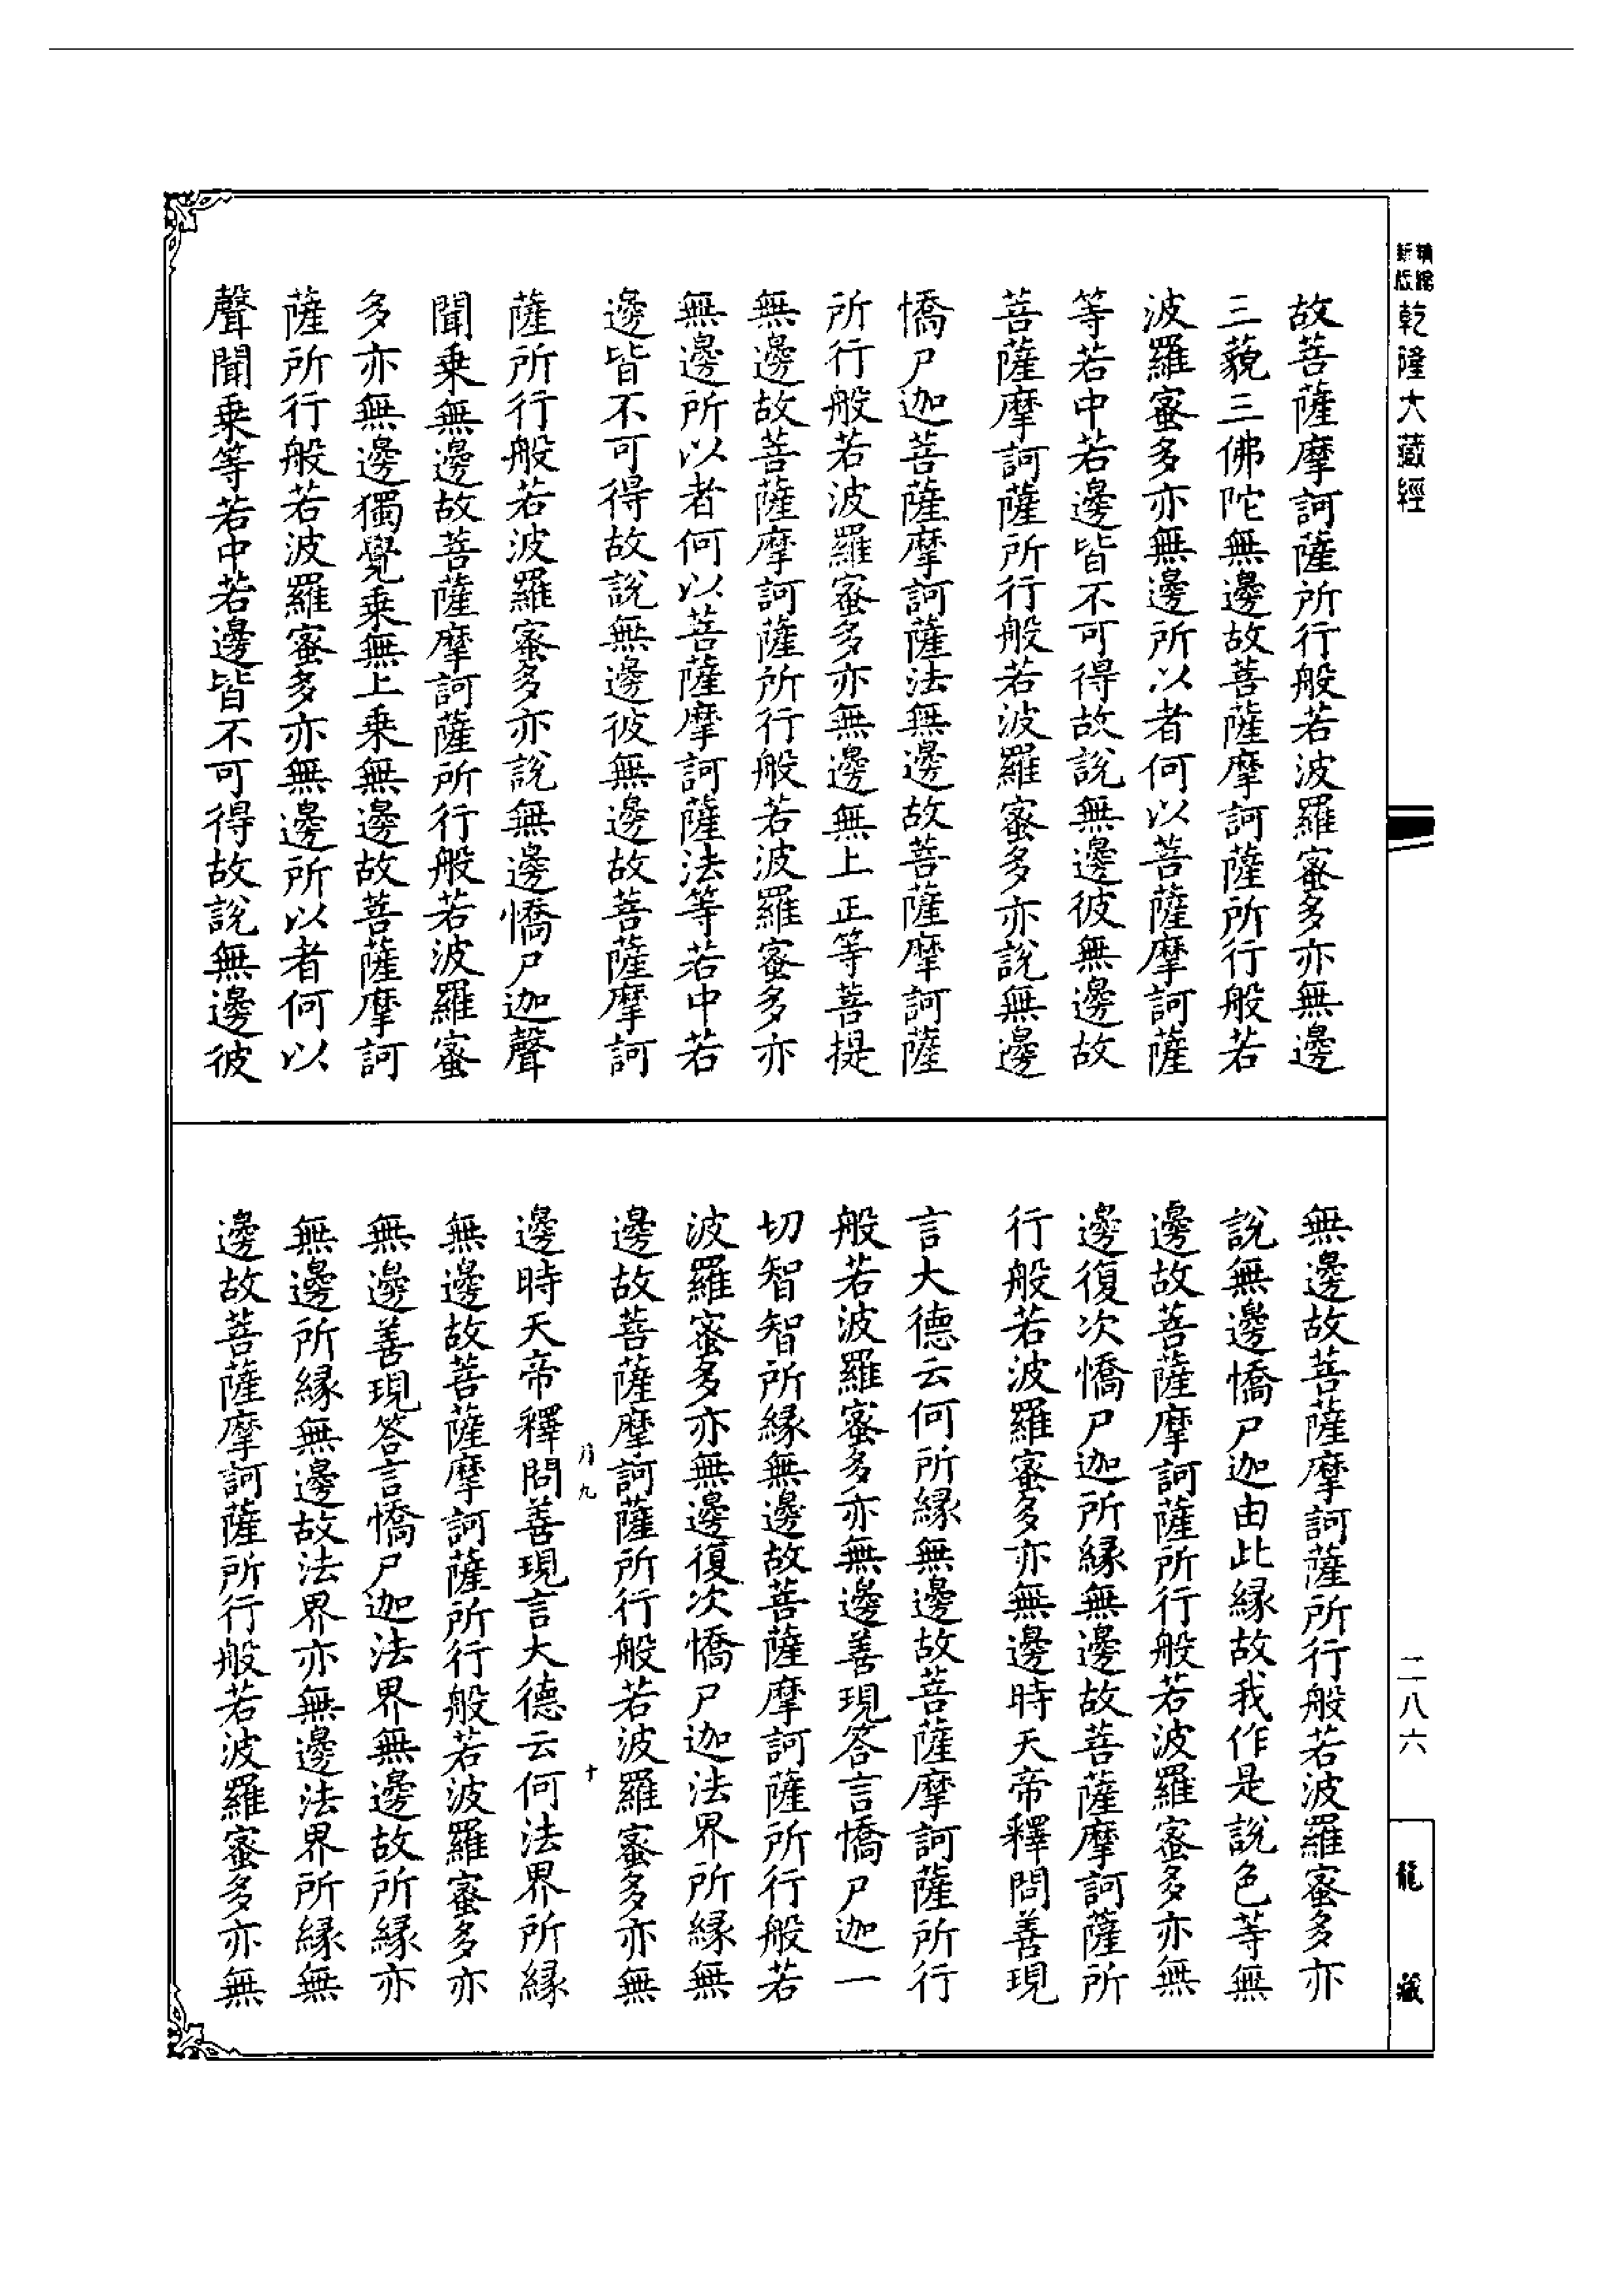 乾隆大藏經
故菩薩摩訶薩所行般若波羅蜜多亦無邊
三藐三佛陀無邊故菩薩摩訶薩所行般若
波羅蜜多亦無邊所以者何以菩薩摩訶薩
等若中若邊皆不可得故說無邊彼無邊故
菩薩摩訶薩所行般若波羅蜜多亦說無邊
憍尸迦菩薩摩訶薩法無邊故菩薩摩訶薩
所行般若波羅蜜多亦無邊無上正等菩提
無邊故菩薩摩訶薩所行般若波羅蜜多亦
無邊所以者何以菩薩摩訶薩法等若中若
邊皆不可得故說無邊彼無邊故菩薩摩訶
薩所行般若波羅蜜多亦說無邊憍尸迦聲
聞乗無邊故菩薩摩訶薩所行般若波羅蜜
多亦無邊獨覺乗無上乗無邊故菩薩摩訶
薩所行般若波羅蜜多亦無邊所以者何以
聲聞乗等若中若邊皆不可得故說無邊彼
無邊故菩薩摩訶薩所行般若波羅蜜多亦
說無邊憍尸迦由此縁故我作是說色等無
邊故菩薩摩訶薩所行般若波羅蜜多亦無
邊復次憍尸迦所縁無邊故菩薩摩訶薩所
行般若波羅蜜多亦無邊時天帝釋問善現
言大德云何所縁無邊故菩薩摩訶薩所行
般若波羅蜜多亦無邊善現答言憍尸迦一
切智智所縁無邊故菩薩摩訶薩所行般若
波羅蜜多亦無邊復次憍尸迦法界所縁無
邊故菩薩摩訶薩所行般若波羅蜜多亦無
月九 十
邊時天帝釋問善現言大德云何法界所縁
無邊故菩薩摩訶薩所行般若波羅蜜多亦
無邊善現答言憍尸迦法界無邊故所縁亦
無邊所縁無邊故法界亦無邊法界所縁無
邊故菩薩摩訶薩所行般若波羅蜜多亦無
二八六
龍藏